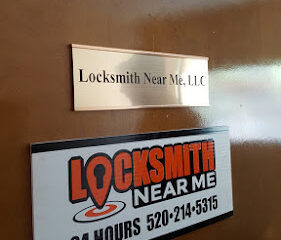 Locksmith Near Me, LLC
LOCKSMITH
NEAR ME
24 HOURS 520•214•5315